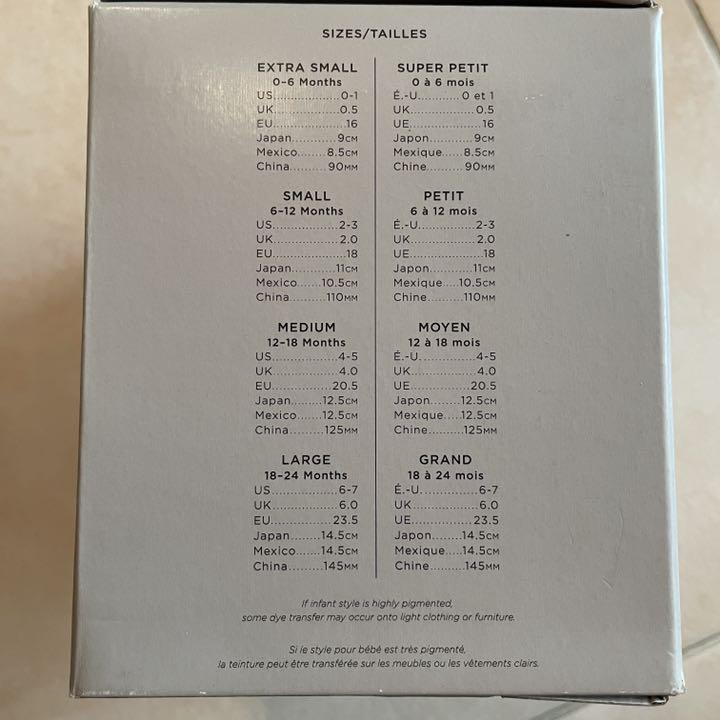 SIZES/TAILLES
EXTRA SMALL
0-6 Months
US....................0-1
UK....................0.5
EU......................16
Japan..............9CM
Mexico.......8.5CM
China..........90MM
SMALL
6-12 Months
US....................2-3
UK....................2.0
EU......................18
Japan.............11CM
Mexico......10.5CM
China..........110MM
MEDIUM
12-18 Months
US....................4-5
UK....................4.0
EU...................20.5
Japan.........12.5CM
Mexico.......12.5CM
China..........125MM
LARGE
18-24 Months
US....................6-7
UK....................6.0
EU...................23.5
Japan.........14.5CM
Mexico.......14.5CM
China..........145MM
SUPER PETIT
0 à 6 mois
É.-U............0 et 1
UK....................0.5
UE......................16
Japon..............9CM
Mexique.....8.5CM
Chine..........90MM
PETIT
6 à 12 mois
É.-U.................2-3
UK....................2.0
UE......................18
Japon.............11CM
Mexique....10.5CM
Chine..........110MM
MOYEN
12 à 18 mois
É.-U.................4-5
UK....................4.0
UE...................20.5
Japon.........12.5CM
Mexique.....12.5CM
Chine..........125MM
GRAND
18 à 24 mois
É.-U.................6-7
UK....................6.0
UE...................23.5
Japon.........14.5CM
Mexique.....14.5CM
Chine..........145MM
If infant style is highly pigmented,
some dye transfer may occur onto light clothing or furniture.
Si le style pour bébé est très pigmenté,
la teinture peut être transférée sur les meubles ou les vêtements clairs.